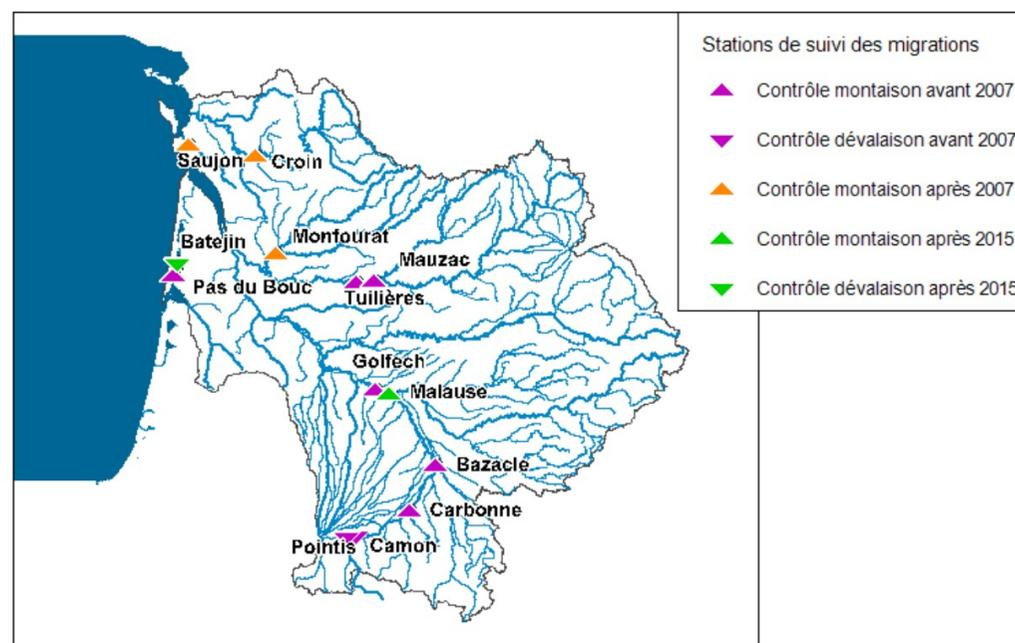 Stations de suivi des migrations
Contrôle montaison avant 2007
Contrôle dévalaison avant 2007
Contrôle montaison après 2007
Contrôle montaison après 2015
Contrôle dévalaison après 2015
Saujon
Croin
Monfourat
Batejin
Mauzac
Pas du Bouc
Tuilières
Golfech
Malause
Bazacle
Carbonne
Pointis
Camon